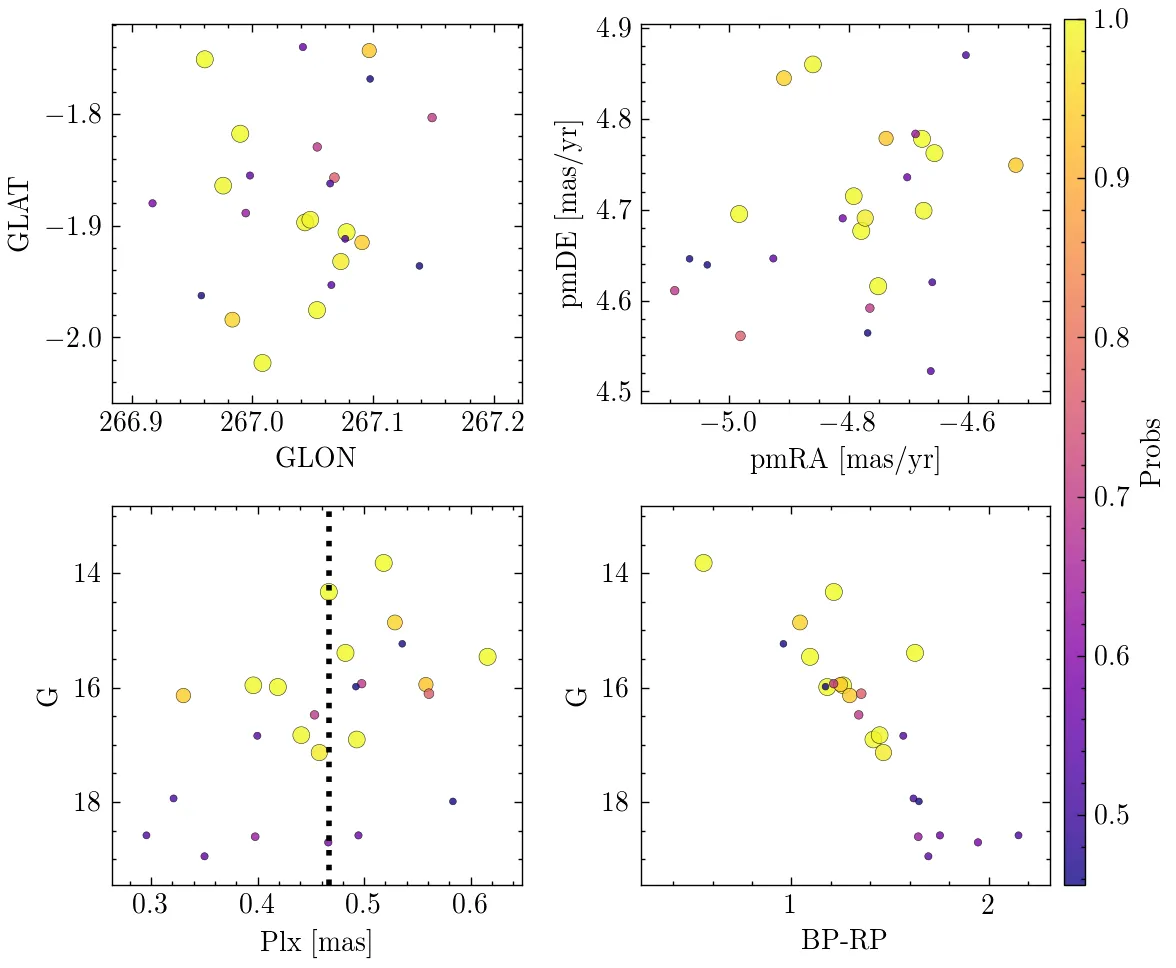 −1.8
−1.9
−2.0
GLAT
266.9 267.0 267.1 267.2
GLON
4.9
4.8
4.7
4.6
4.5
pmDE [mas/yr]
−5.0 −4.8 −4.6
pmRA [mas/yr]
14
16
18
G
0.3 0.4 0.5 0.6
Plx [mas]
14
16
18
G
1 2
BP-RP
1.0
0.9
0.8
0.7
0.6
0.5
Probs